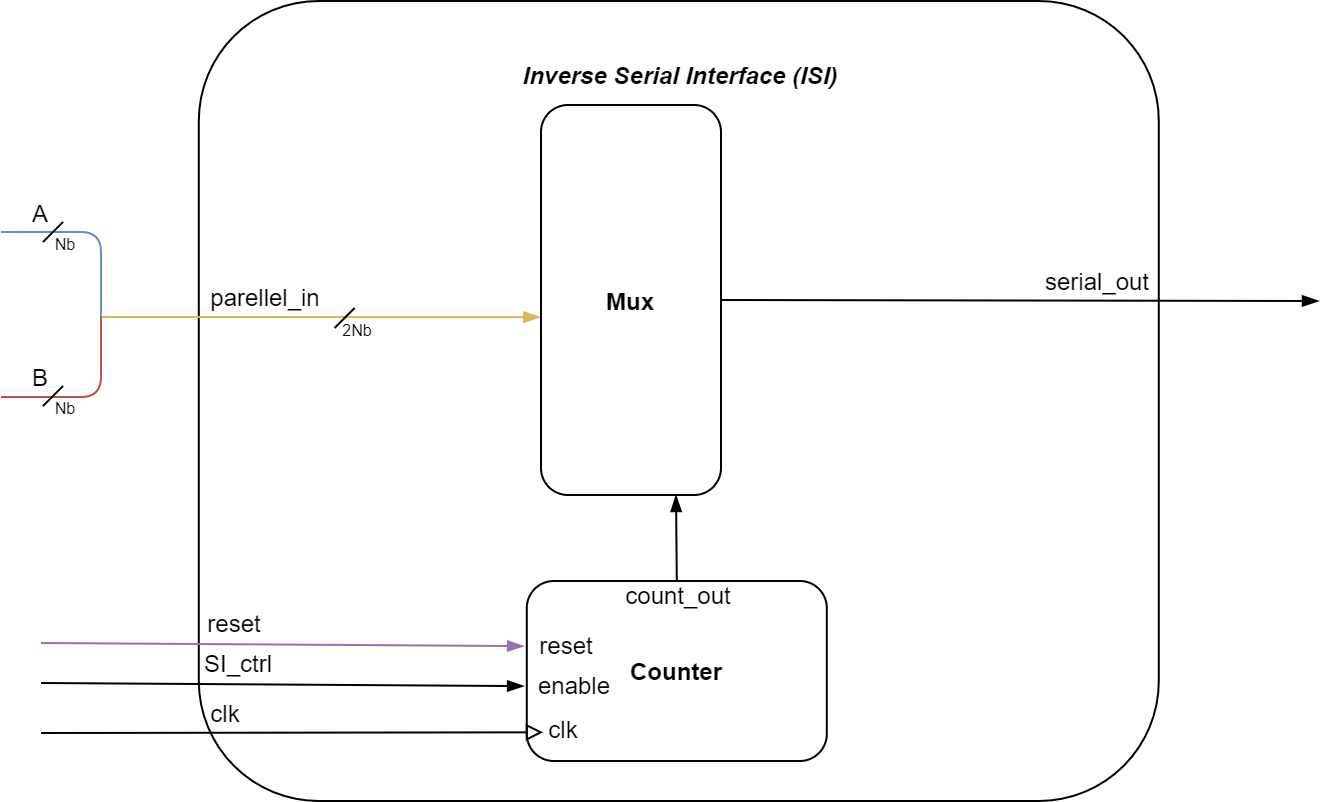 Inverse Serial Interface (ISI)
A
Nb
parellel_in
2Nb
B
Nb
Mux
serial_out
count_out
reset
reset
SI_ctrl
enable
Counter
clk
clk